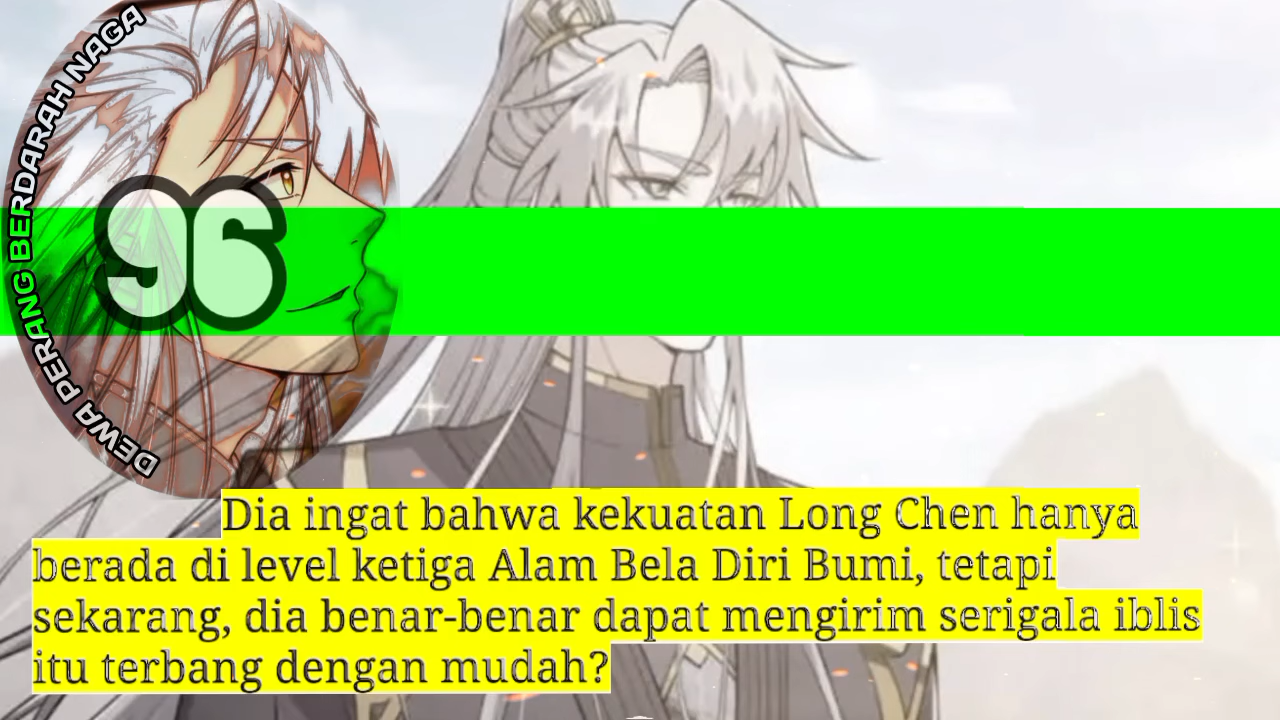 DEWA PERANG BERDARAH NAGA
96
Dia ingat bahwa kekuatan Long Chen hanya
berada di level ketiga Alam Bela Diri Bumi, tetapi
sekarang, dia benar-benar dapat mengirim serigala iblis
itu terbang dengan mudah?